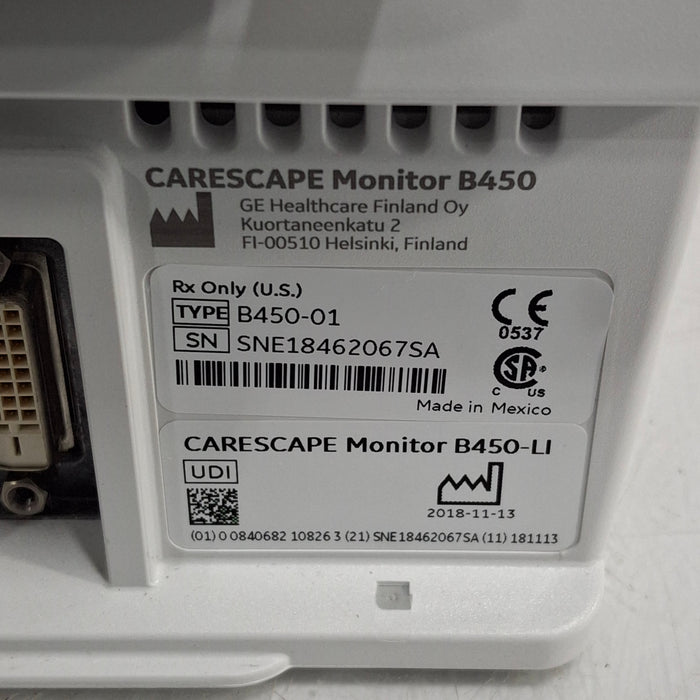 CARESCAPE Monitor B450
GE Healthcare Finland Oy
Kuortaneenkatu 2
FI-00510 Helsinki, Finland
Rx Only (U.S.)
TYPE B450-01
SN SNE18462067SA
CE
0537
SA
C US
Made in Mexico
CARESCAPE Monitor B450-LI
UDI
2018-11-13
(01) 0 0840682 10826 3 (21) SNE18462067SA (11) 181113